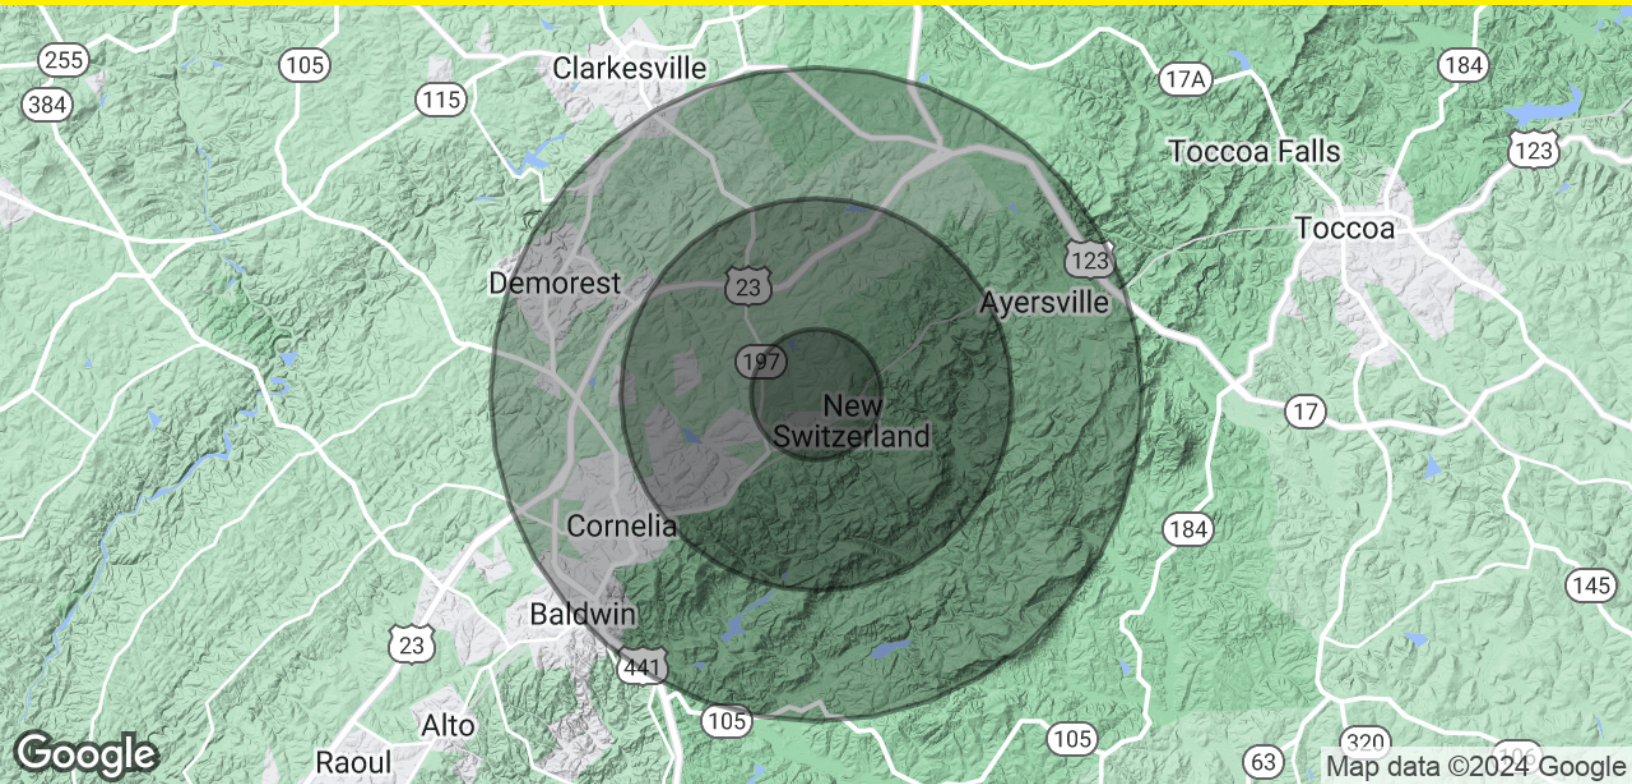 255
105
Clarkesville
184
384
115
17A
Toccoa Falls
123
Toccoa
Demorest
23
123
Ayersville
197
New
Switzerland
17
Cornelia
184
145
Baldwin
23
441
Alto
105
105
320
106
Raoul
63
Google
Map data ©2024 Google